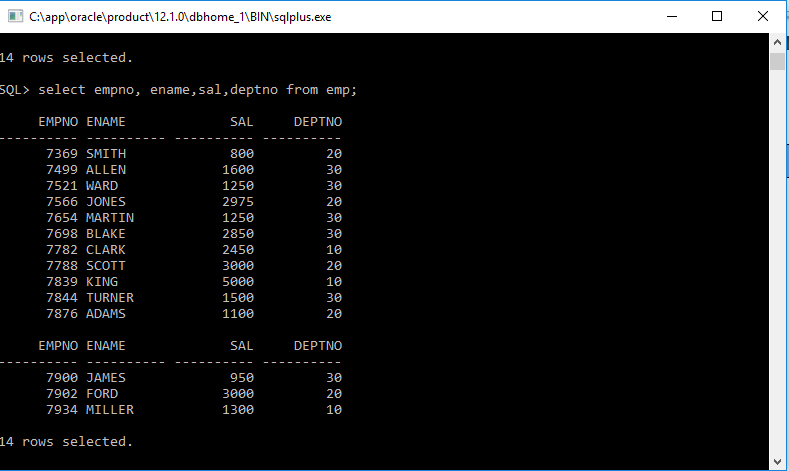 C:\app\oracle\product\12.1.0\dbhome_1\BIN\sqlplus.exe
14 rows selected.
SQL> select empno, ename,sal,deptno from emp;
     EMPNO ENAME             SAL     DEPTNO
---------- ---------- ---------- ----------
      7369 SMITH             800         20
      7499 ALLEN            1600         30
      7521 WARD             1250         30
      7566 JONES            2975         20
      7654 MARTIN           1250         30
      7698 BLAKE            2850         30
      7782 CLARK            2450         10
      7788 SCOTT            3000         20
      7839 KING             5000         10
      7844 TURNER           1500         30
      7876 ADAMS            1100         20
     EMPNO ENAME             SAL     DEPTNO
---------- ---------- ---------- ----------
      7900 JAMES             950         30
      7902 FORD             3000         20
      7934 MILLER           1300         10
14 rows selected.